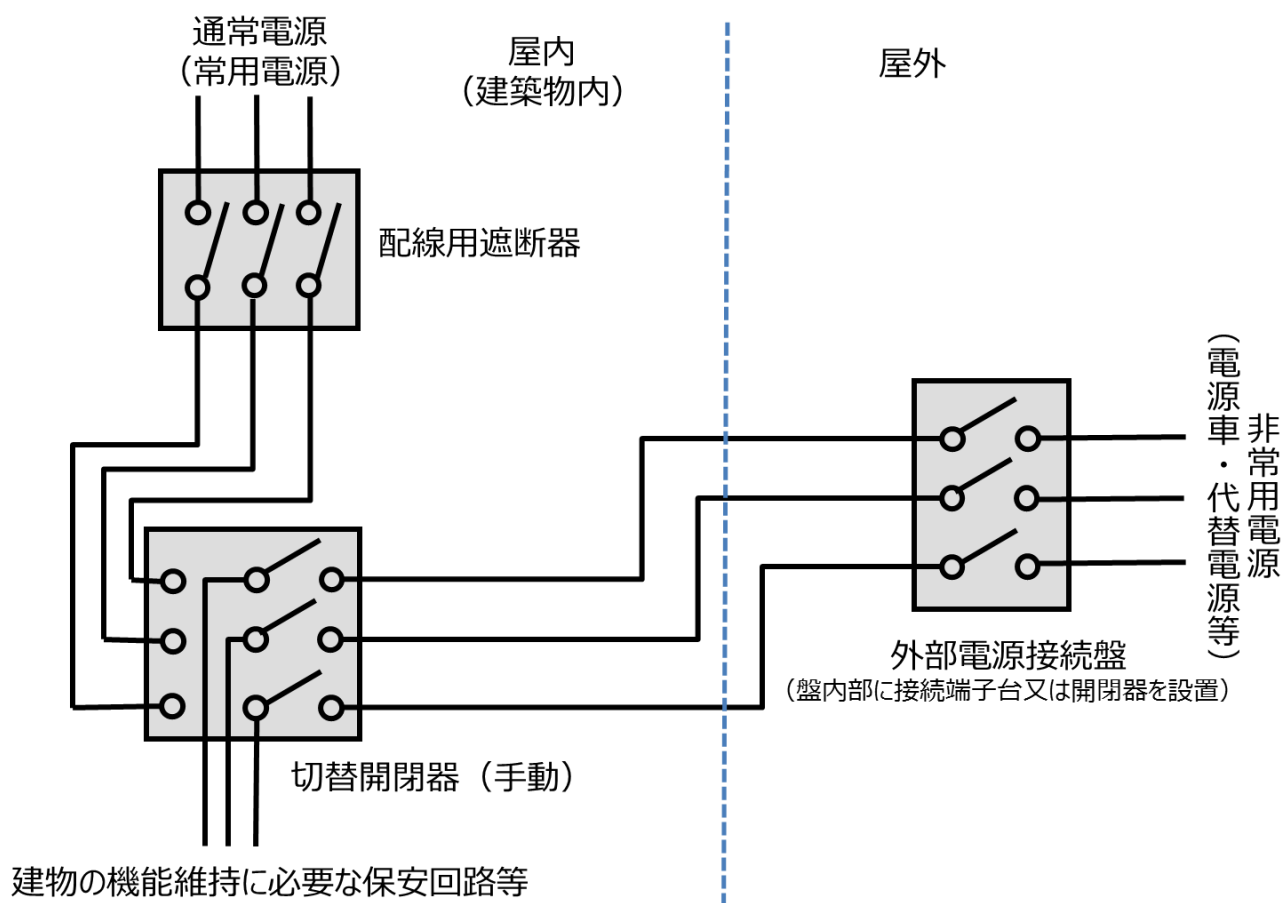 通常電源
（常用電源）
屋内
（建築物内）
屋外
配線用遮断器
非常用電源
（電源車・代替電源等）
外部電源接続盤
（盤内部に接続端子台又は開閉器を設置）
切替開閉器（手動）
建物の機能維持に必要な保安回路等